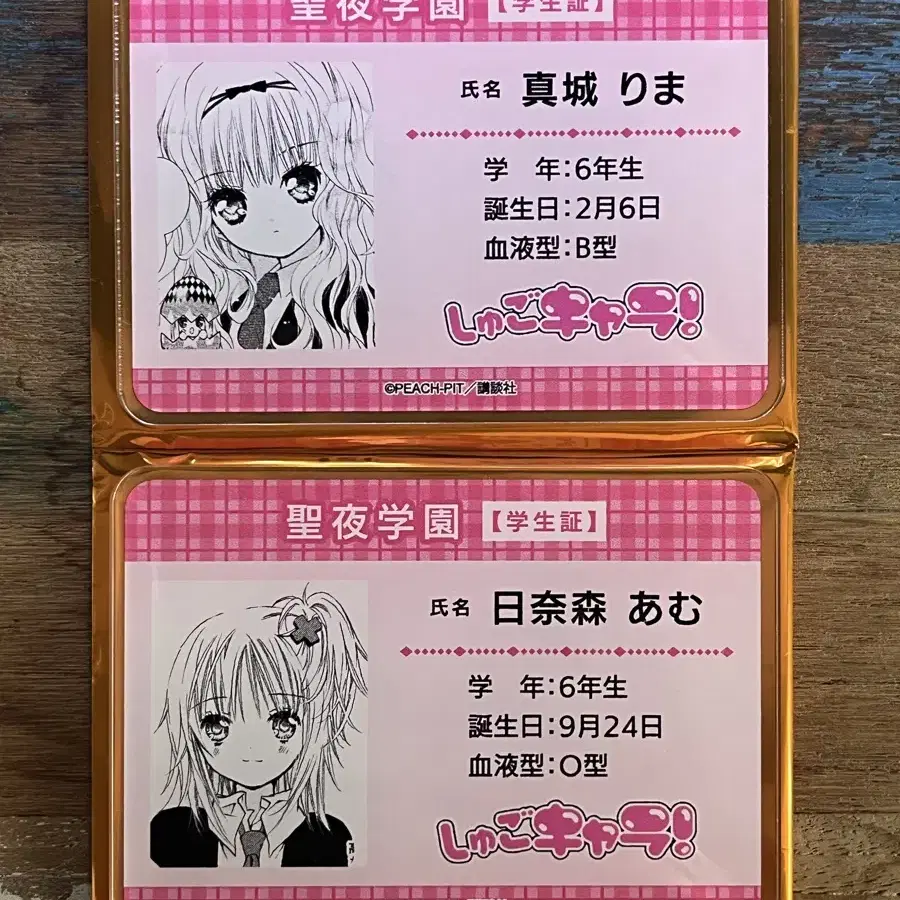 聖夜学園 【学生証】
氏名 真城 りま
学 年:6年生
誕生日:2月6日
血液型:B型
しゅごキャラ!
©PEACH-PIT/講談社
聖夜学園 【学生証】
氏名 日奈森 あむ
学 年:6年生
誕生日:9月24日
血液型:O型
しゅごキャラ!